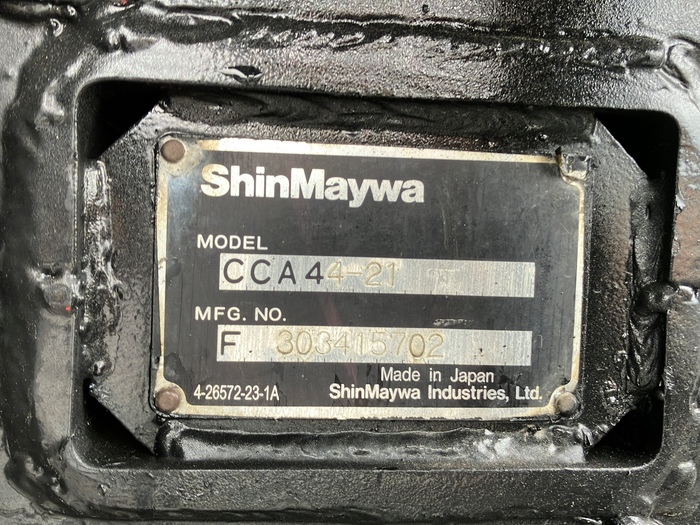 ShinMaywa
MODEL
CCA44-21
MFG. NO.
F 303415702
Made in Japan
4-26572-23-1A ShinMaywa Industries, Ltd.